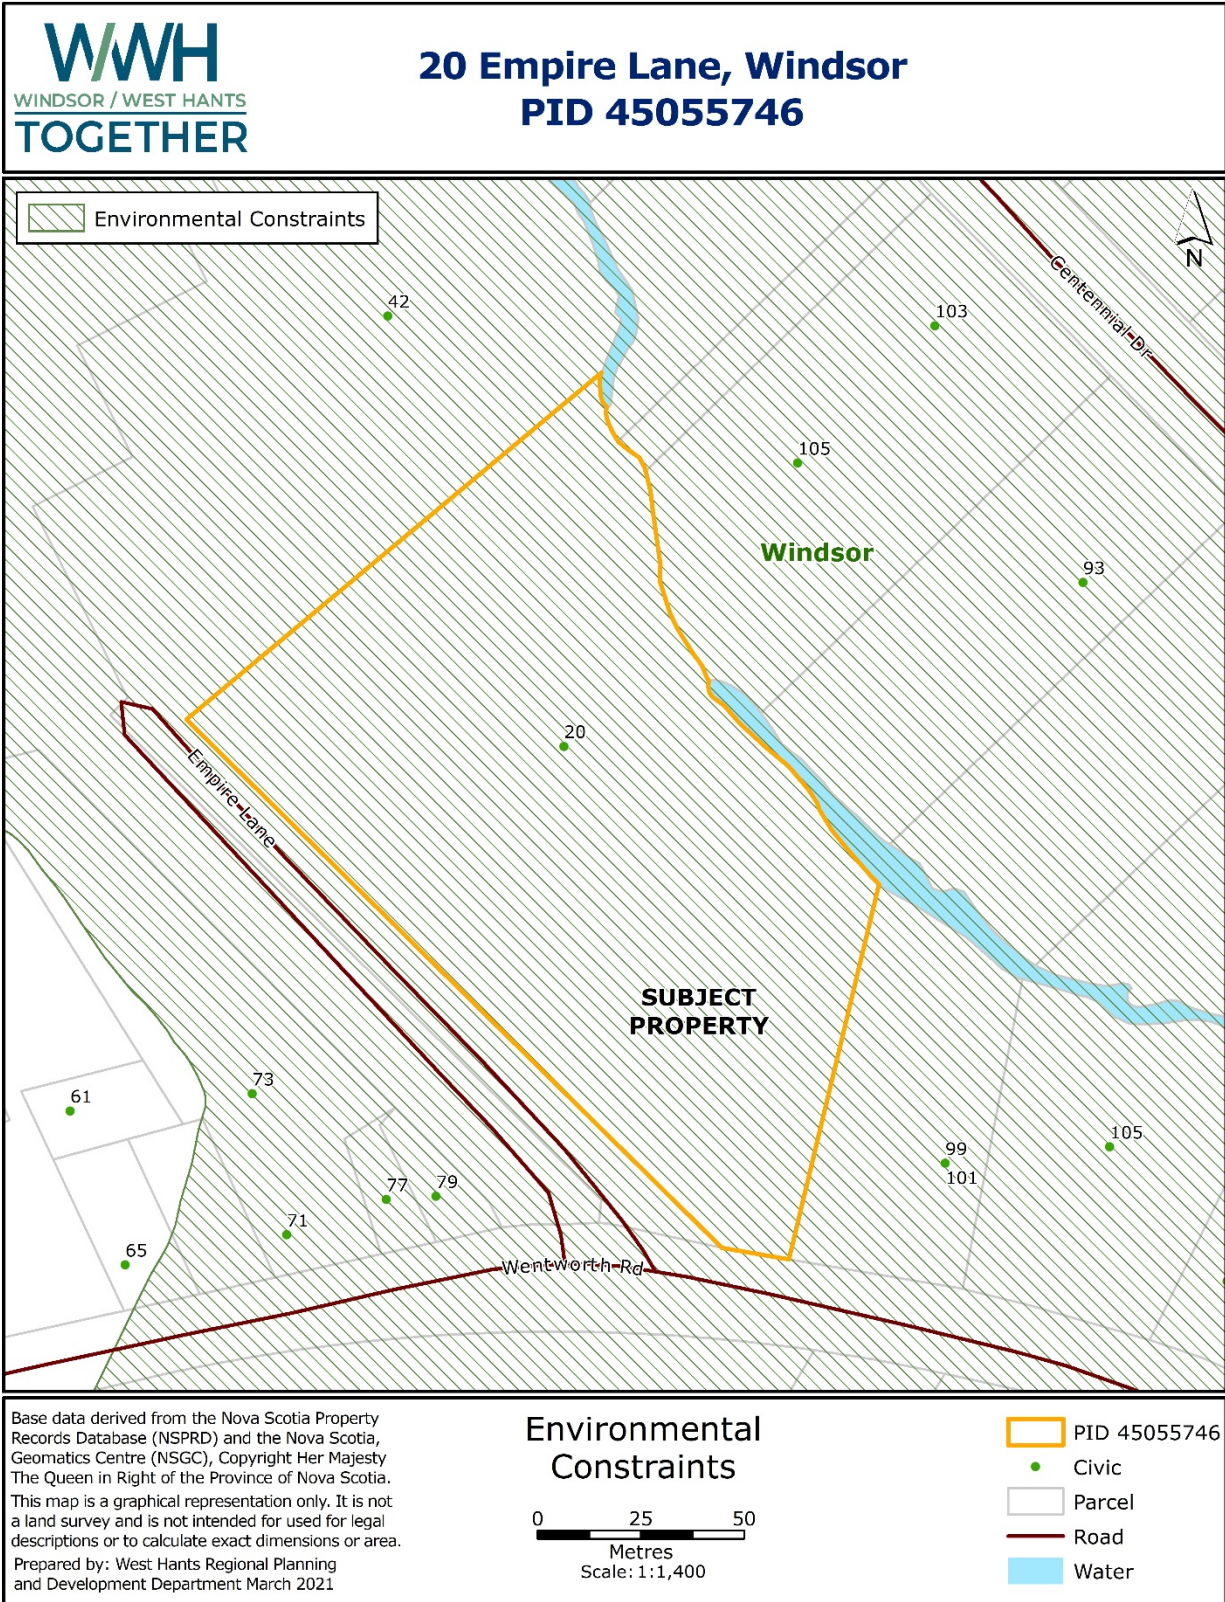 WWH
WINDSOR / WEST HANTS
TOGETHER
20 Empire Lane, Windsor
PID 45055746
Environmental Constraints
N
Centennial Dr
42
103
105
Windsor
93
20
Empire Lane
SUBJECT
PROPERTY
73
61
105
99
101
77
79
71
65
Wentworth Rd
Base data derived from the Nova Scotia Property
Records Database (NSPRD) and the Nova Scotia,
Geomatics Centre (NSGC), Copyright Her Majesty
The Queen in Right of the Province of Nova Scotia.
This map is a graphical representation only. It is not
a land survey and is not intended for used for legal
descriptions or to calculate exact dimensions or area.
Prepared by: West Hants Regional Planning
and Development Department March 2021
Environmental
Constraints
0 25 50
Metres
Scale: 1:1,400
PID 45055746
Civic
Parcel
Road
Water